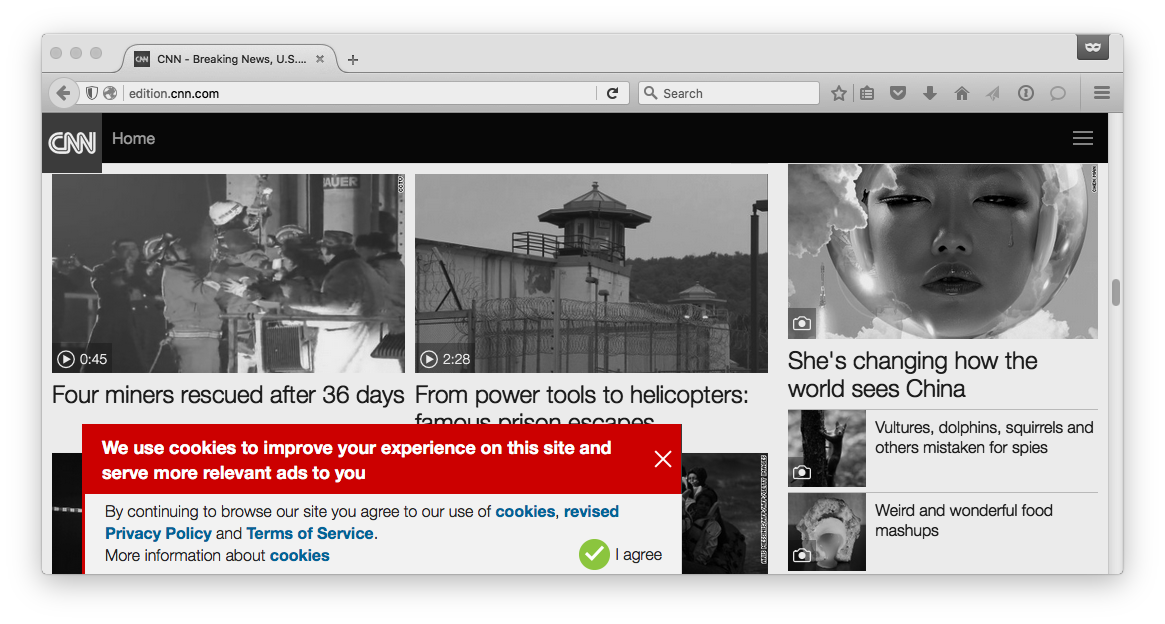 CNN - Breaking News, U.S....
edition.cnn.com
Search
CNN
Home
BAUER
CCTV
0:45
Four miners rescued after 36 days
2:28
From power tools to helicopters:
famous prison escapes
CHEN MAN
She's changing how the
world sees China
Vultures, dolphins, squirrels and
others mistaken for spies
Weird and wonderful food
mashups
We use cookies to improve your experience on this site and
serve more relevant ads to you
By continuing to browse our site you agree to our use of cookies, revised
Privacy Policy and Terms of Service.
More information about cookies
I agree